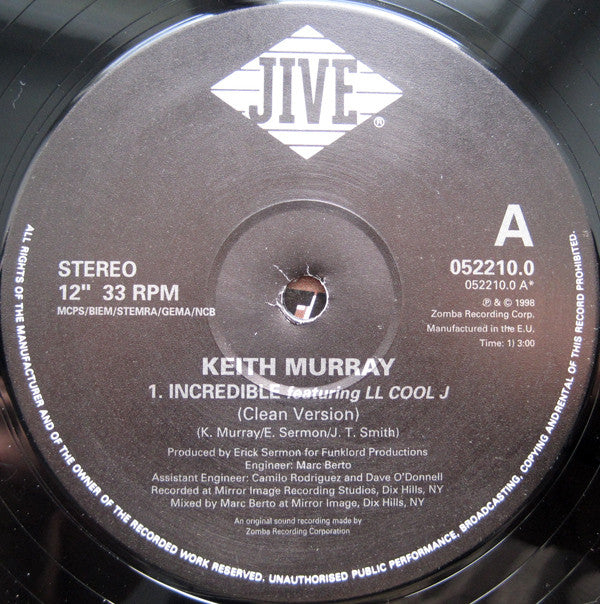 JIVE®
A
STEREO
12" 33 RPM
MCPS/BIEM/STEMRA/GEMA/NCB
052210.0
052210.0 A*
℗ & © 1998
Zomba Recording Corp.
Manufactured in the E.U.
Time: 1) 3:00
KEITH MURRAY
1. INCREDIBLE featuring LL COOL J
(Clean Version)
(K. Murray/E. Sermon/J. T. Smith)
Produced by Erick Sermon for Funklord Productions
Engineer: Marc Berto
Assistant Engineer: Camilo Rodriguez and Dave O'Donnell
Recorded at Mirror Image Recording Studios, Dix Hills, NY
Mixed by Marc Berto at Mirror Image, Dix Hills, NY
An original sound recording made by
Zomba Recording Corporation
ALL RIGHTS OF THE MANUFACTURER AND OF THE OWNER OF THE RECORDED WORK RESERVED. UNAUTHORISED PUBLIC PERFORMANCE, BROADCASTING, COPYING AND RENTAL OF THIS RECORD PROHIBITED.